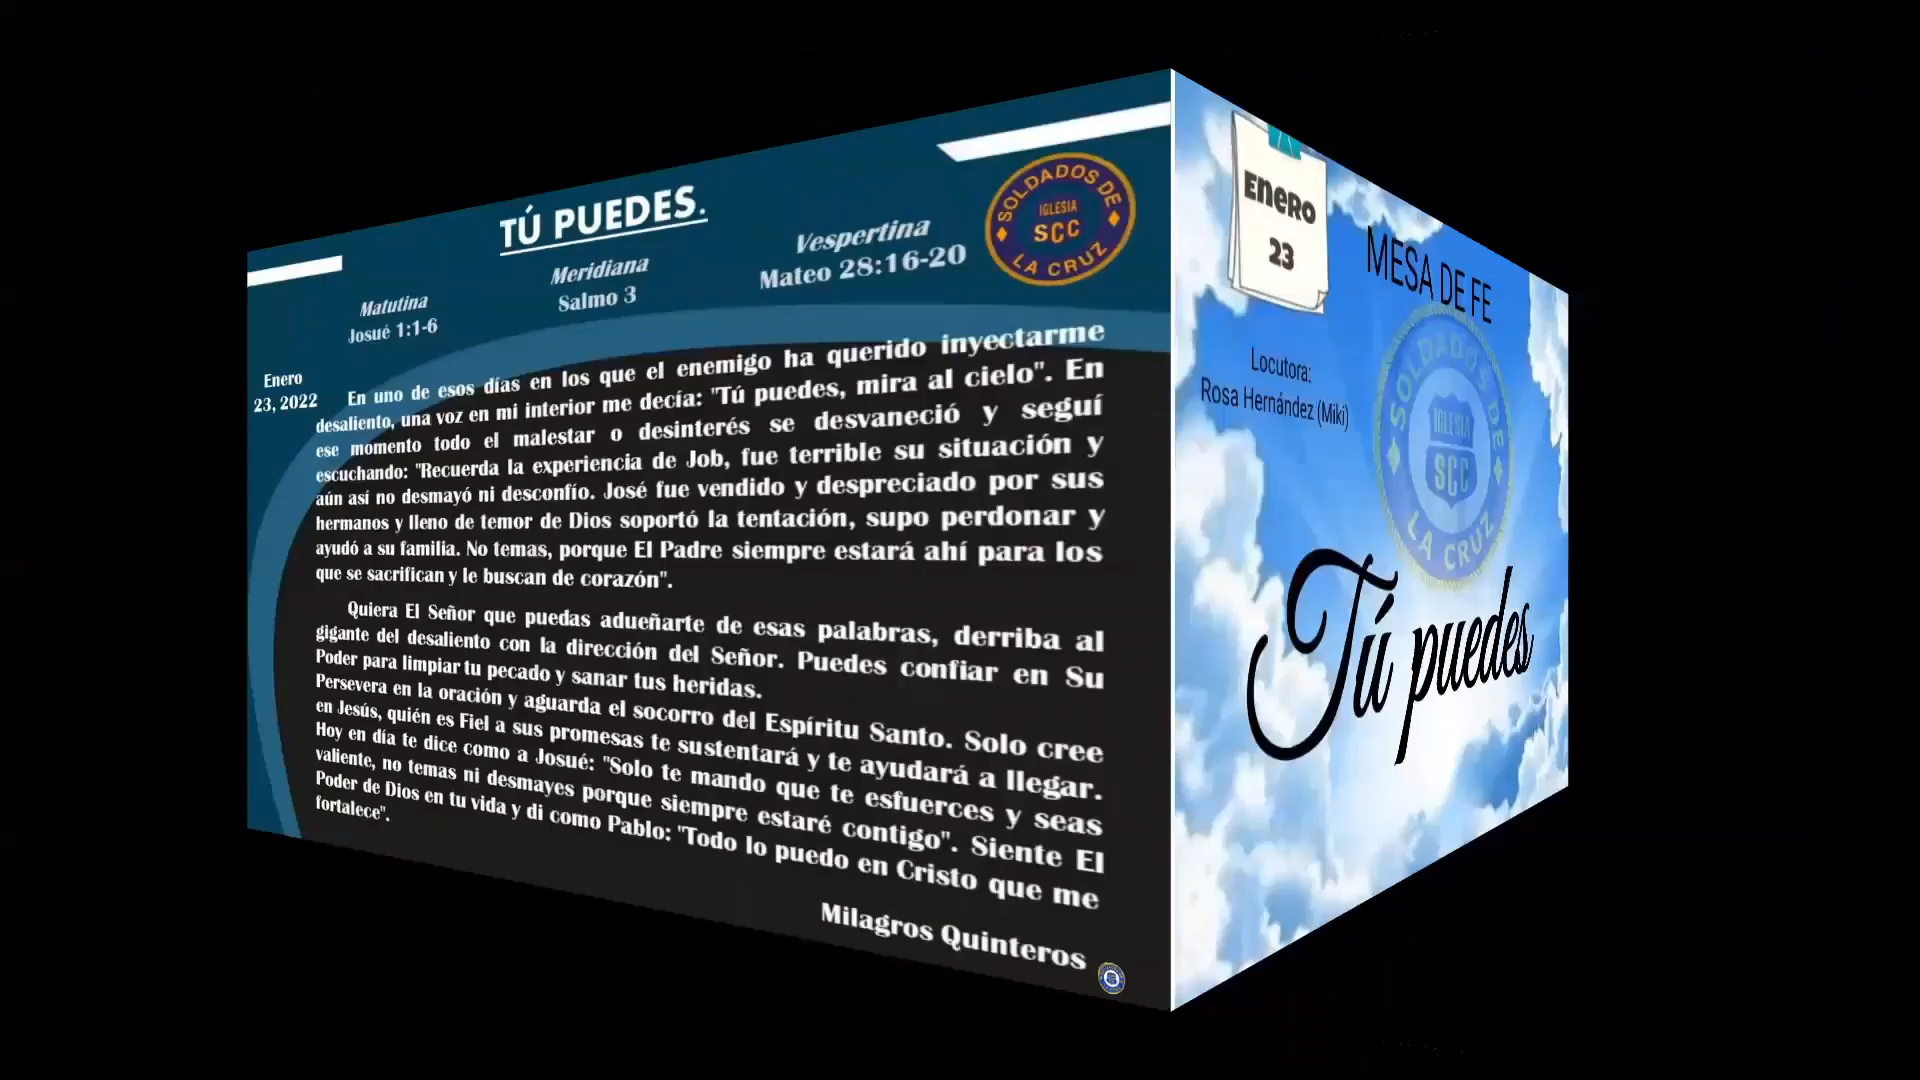 TÚ PUEDES.
Matutina
Josué 1:1-6
Meridiana
Salmo 3
Vespertina
Mateo 28:16-20
SOLDADOS DE
IGLESIA
SCC
LA CRUZ
Enero
23, 2022
En uno de esos días en los que el enemigo ha querido inyectarme
desaliento, una voz en mi interior me decía: "Tú puedes, mira al cielo". En
ese momento todo el malestar o desinterés se desvaneció y seguí
escuchando: "Recuerda la experiencia de Job, fue terrible su situación y
aún así no desmayó ni desconfío. José fue vendido y despreciado por sus
hermanos y lleno de temor de Dios soportó la tentación, supo perdonar y
ayudó a su familia. No temas, porque El Padre siempre estará ahí para los
que se sacrifican y le buscan de corazón".
Quiera El Señor que puedas adueñarte de esas palabras, derriba al
gigante del desaliento con la dirección del Señor. Puedes confiar en Su
Poder para limpiar tu pecado y sanar tus heridas.
Persevera en la oración y aguarda el socorro del Espíritu Santo. Solo cree
en Jesús, quién es Fiel a sus promesas te sustentará y te ayudará a llegar.
Hoy en día te dice como a Josué: "Solo te mando que te esfuerces y seas
valiente, no temas ni desmayes porque siempre estaré contigo". Siente El
Poder de Dios en tu vida y di como Pablo: "Todo lo puedo en Cristo que me
fortalece".
Milagros Quinteros
Enero
23
MESA DE FE
Locutora:
Rosa Hernández (Miki)
SOLDADOS DE
IGLESIA
SCC
LA CRUZ
Tú puedes